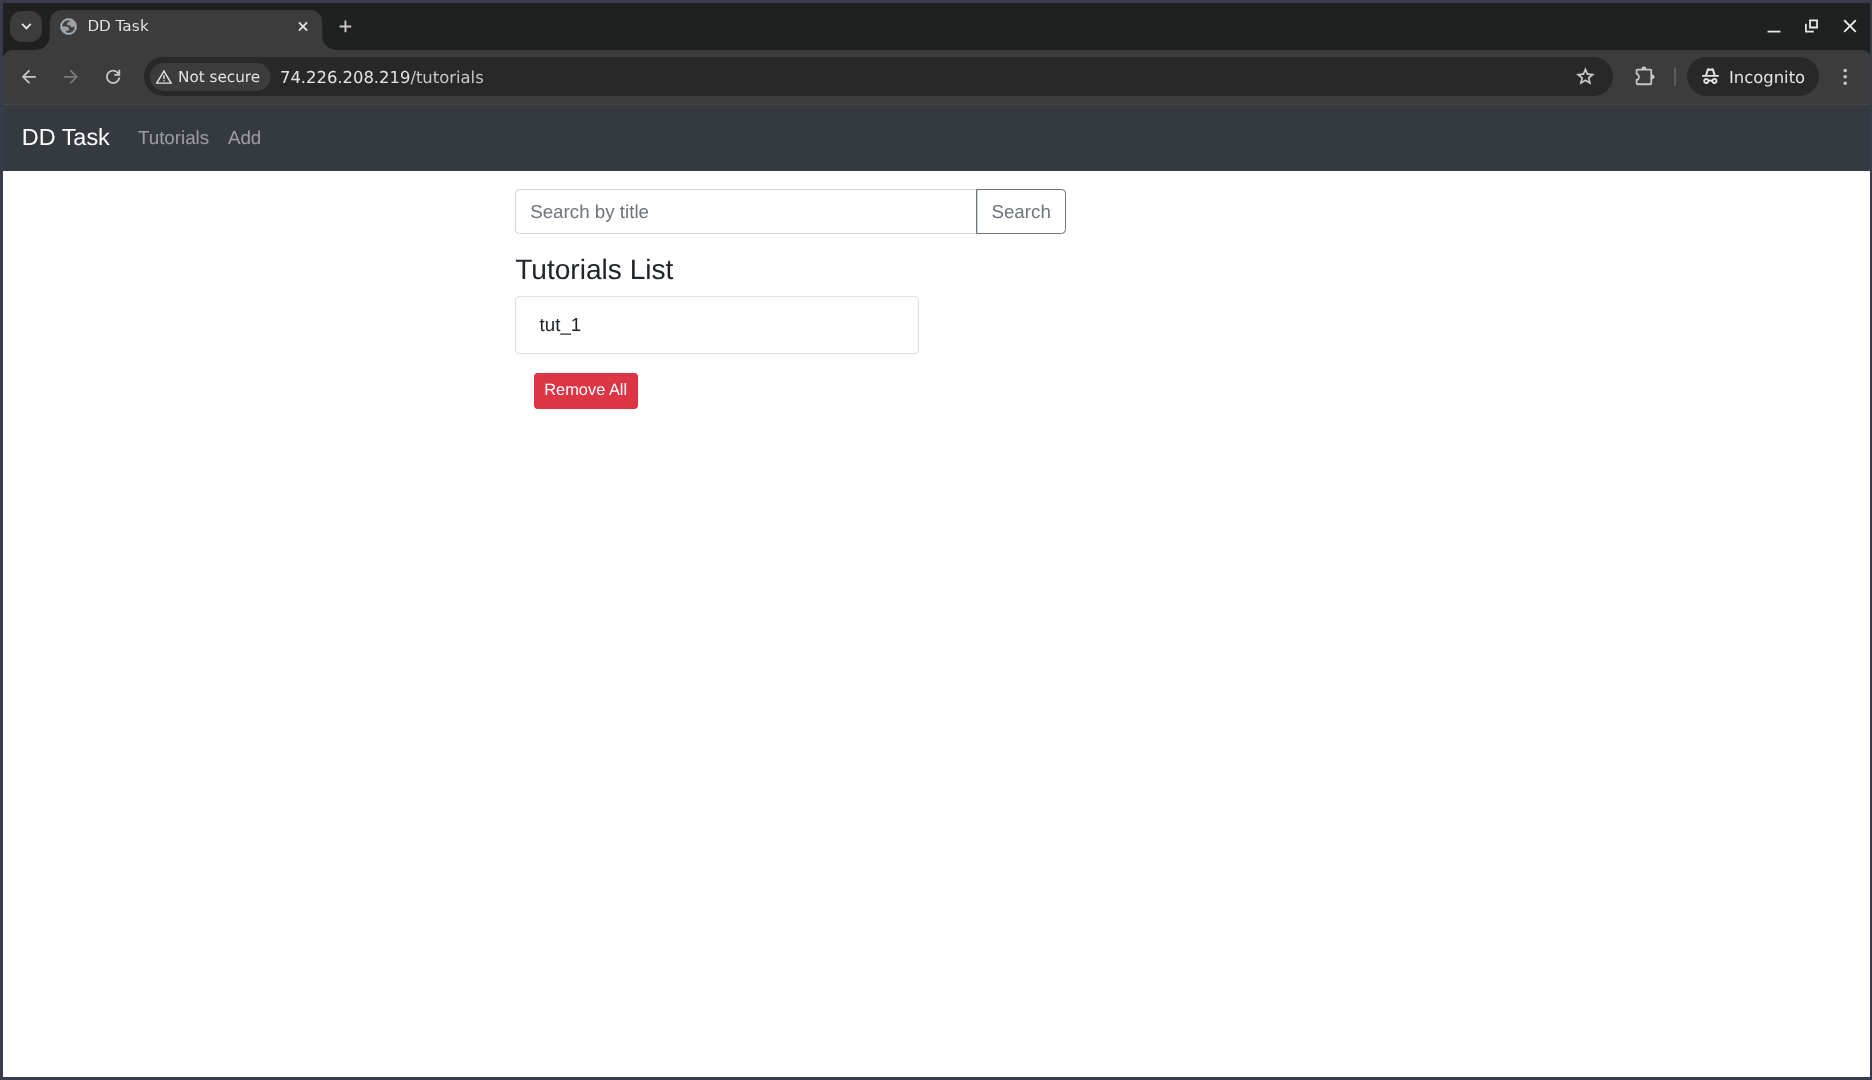 DD Task
Not secure 74.226.208.219/tutorials Incognito
DD Task Tutorials Add
Search by title Search
Tutorials List
tut_1
Remove All